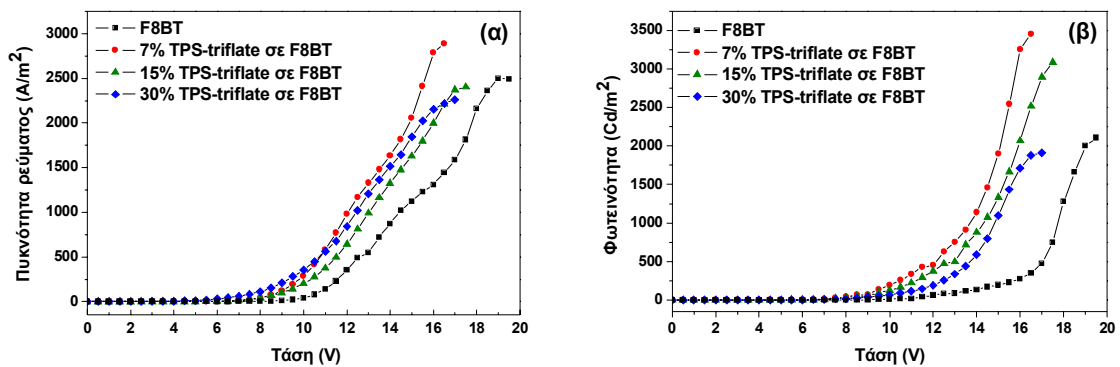 (α)
F8BT
7% TPS-triflate σε F8BT
15% TPS-triflate σε F8BT
30% TPS-triflate σε F8BT
Πυκνότητα ρεύματος (A/m²)
3000
2500
2000
1500
1000
500
0
0 2 4 6 8 10 12 14 16 18 20
Τάση (V)
(β)
F8BT
7% TPS-triflate σε F8BT
15% TPS-triflate σε F8BT
30% TPS-triflate σε F8BT
Φωτεινότητα (Cd/m²)
3500
3000
2500
2000
1500
1000
500
0
0 2 4 6 8 10 12 14 16 18 20
Τάση (V)